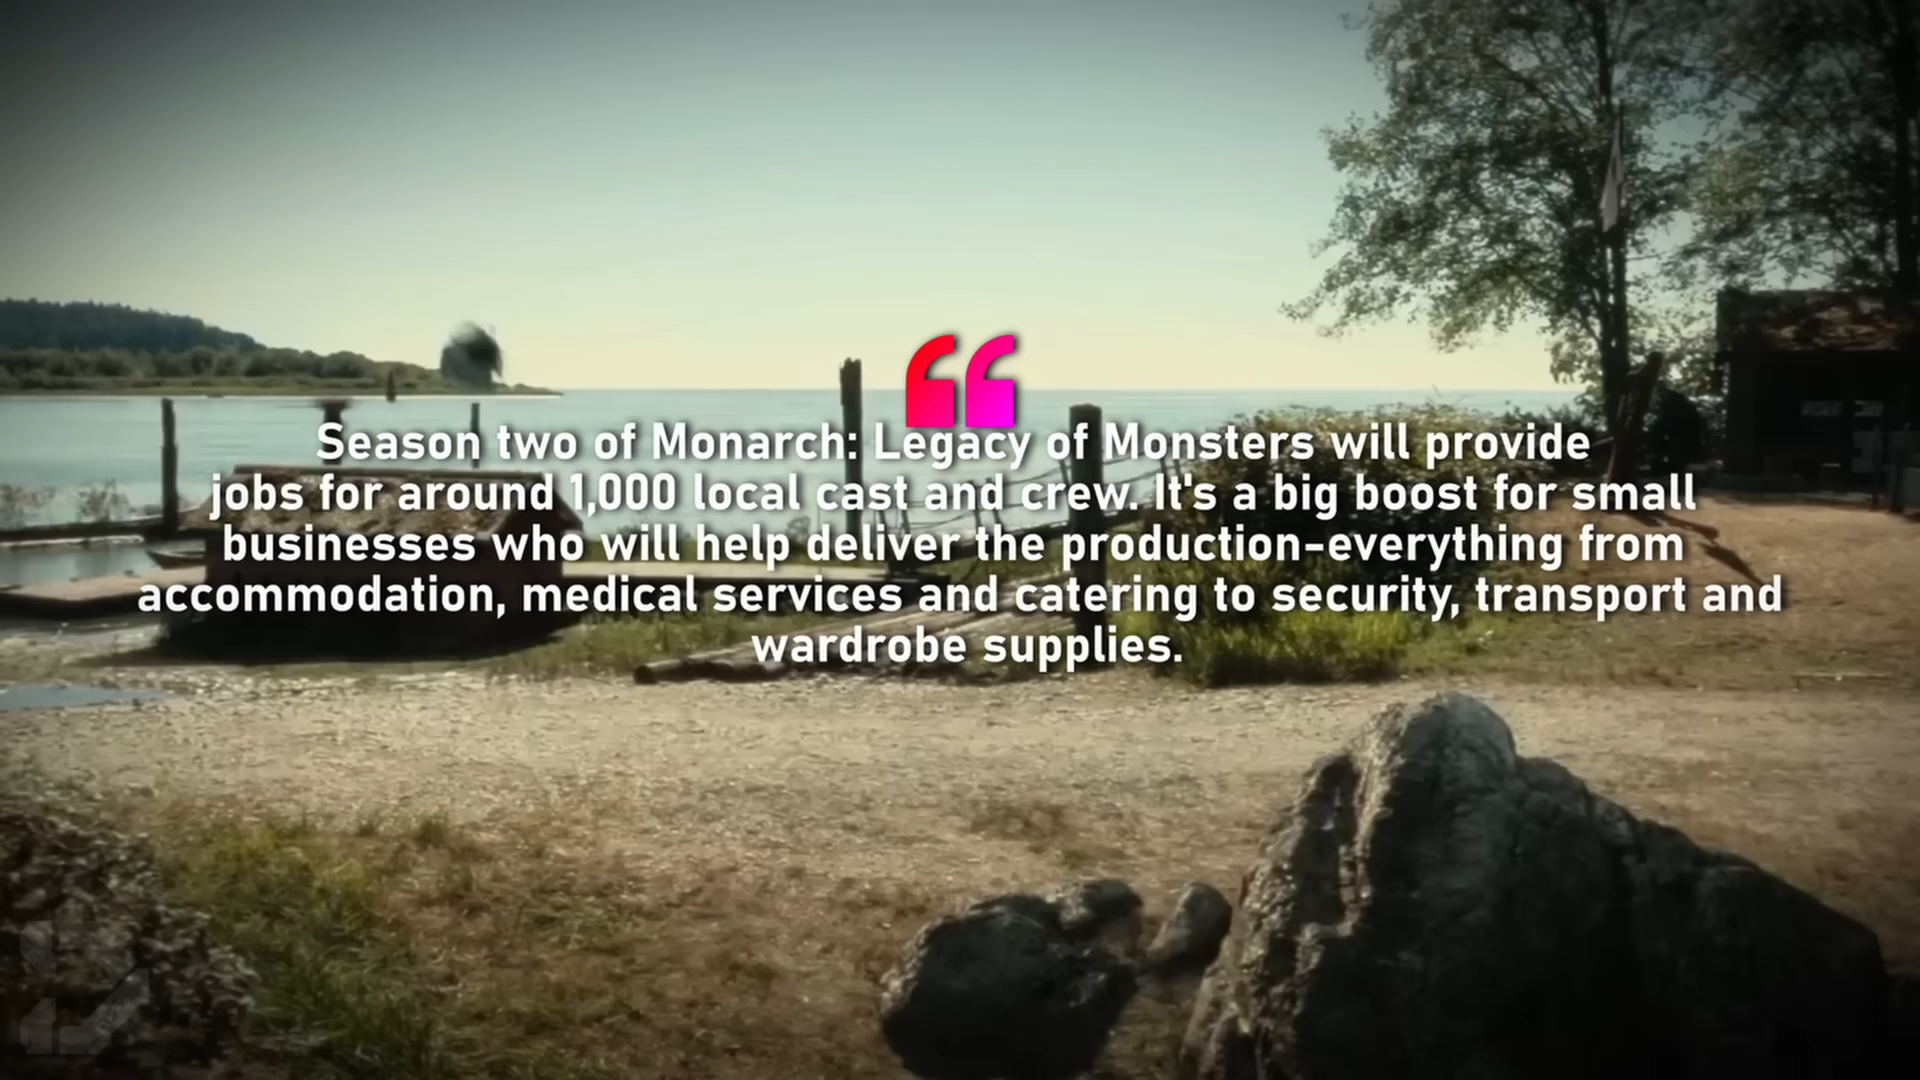 Season two of Monarch: Legacy of Monsters will provide
jobs for around 1,000 local cast and crew. It's a big boost for small
businesses who will help deliver the production-everything from
accommodation, medical services and catering to security, transport and
wardrobe supplies.